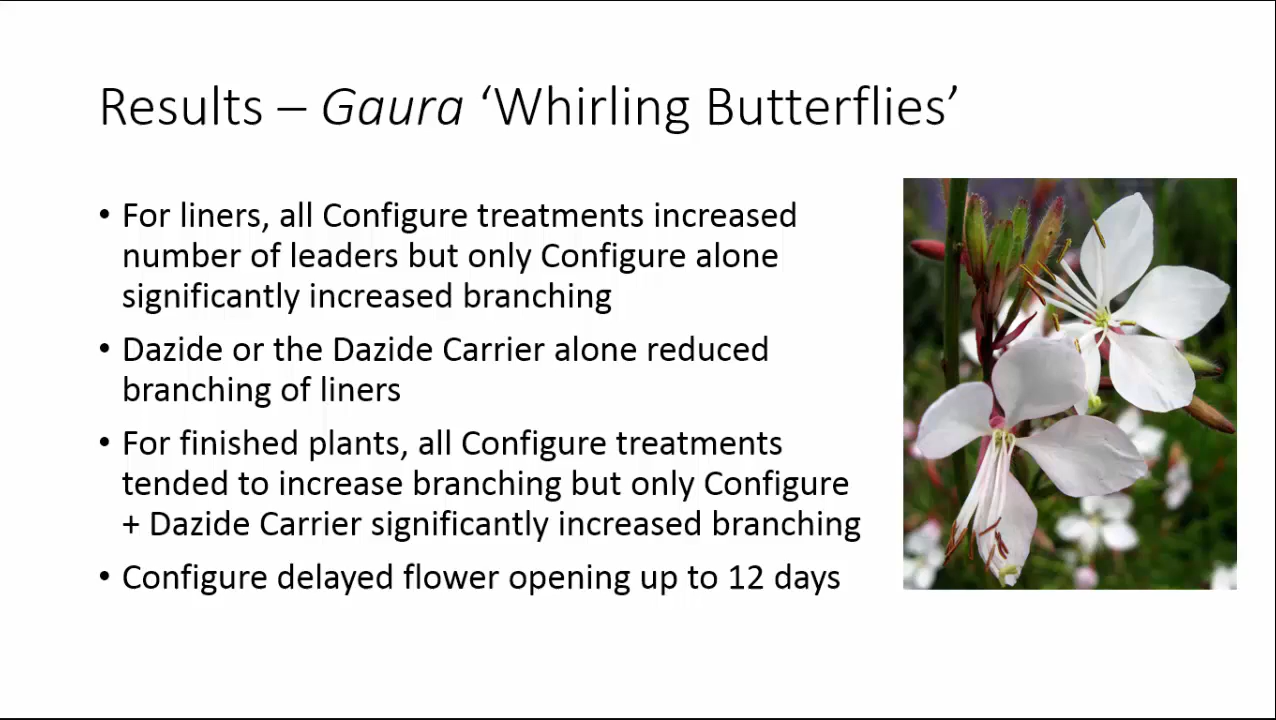 Results – Gaura ‘Whirling Butterflies’
• For liners, all Configure treatments increased
number of leaders but only Configure alone
significantly increased branching
• Dazide or the Dazide Carrier alone reduced
branching of liners
• For finished plants, all Configure treatments
tended to increase branching but only Configure
+ Dazide Carrier significantly increased branching
• Configure delayed flower opening up to 12 days